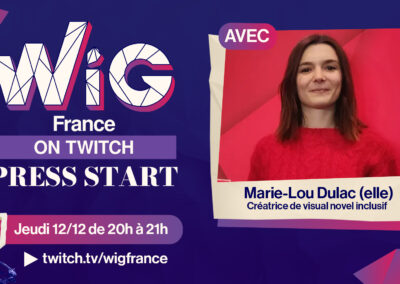 WiG
France
ON TWITCH
PRESS START
Jeudi 12/12 de 20h à 21h
twitch.tv/wigfrance
AVEC
Marie-Lou Dulac (elle)
Créatrice de visual novel inclusif